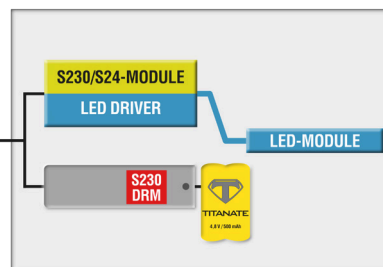 S230/S24-MODULE
LED DRIVER
LED-MODULE
S230
DRM
TITANATE
4,8 V / 500 mAh